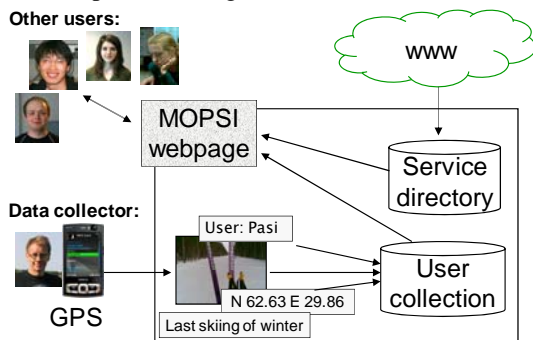 Other users:
www
MOPSI
webpage
Service
directory
Data collector:
User: Pasi
User
collection
N 62.63 E 29.86
GPS
Last skiing of winter